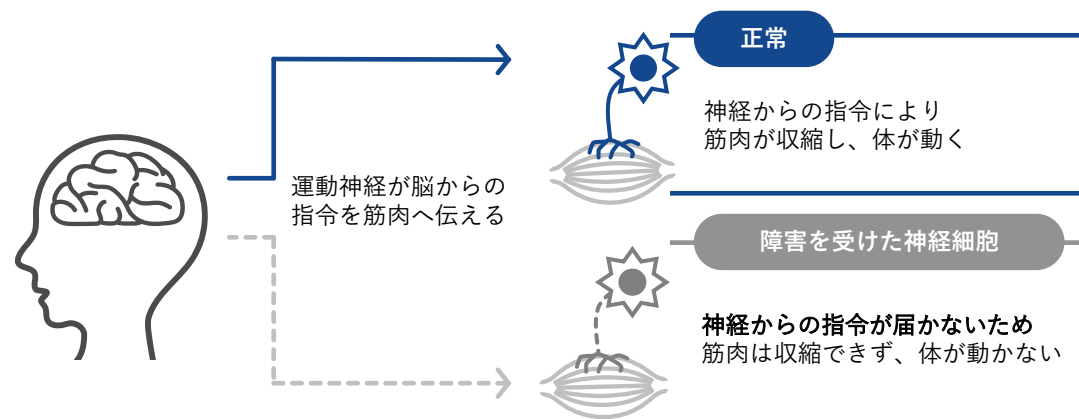 正常
神経からの指令により
筋肉が収縮し、体が動く
運動神経が脳からの
指令を筋肉へ伝える
障害を受けた神経細胞
神経からの指令が届かないため
筋肉は収縮できず、体が動かない